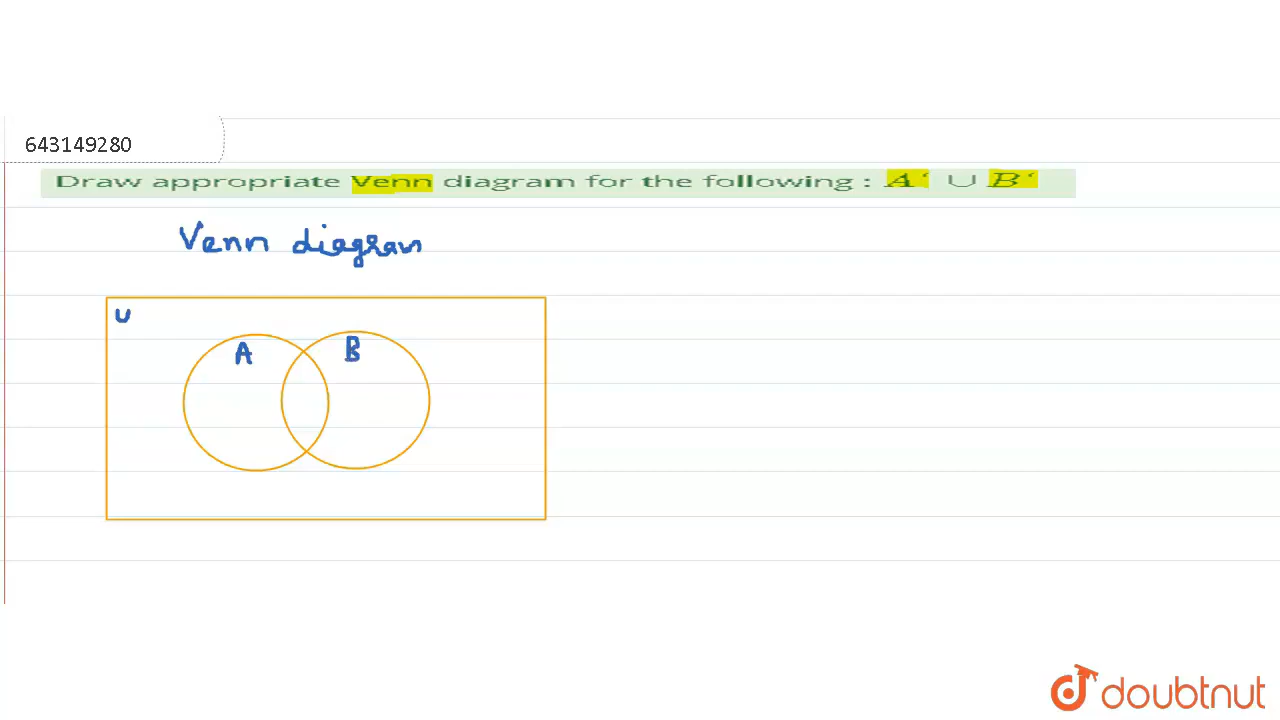 643149280
Draw appropriate Venn diagram for the following : A‘ ∪ B‘
Venn diagram
U
A B
doubtnut